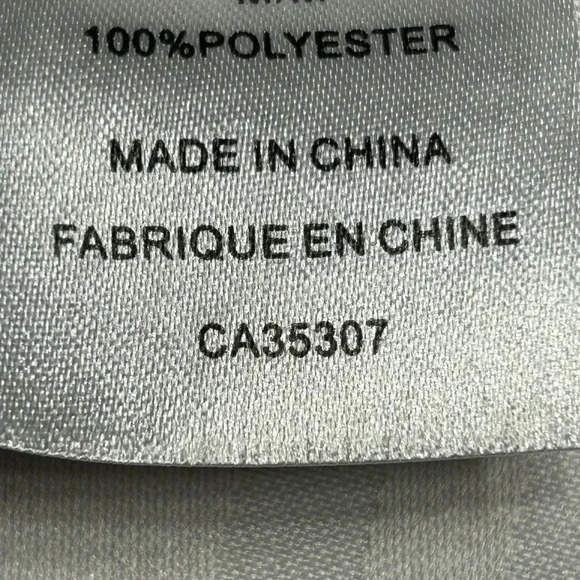 100%POLYESTER
MADE IN CHINA
FABRIQUE EN CHINE
CA35307